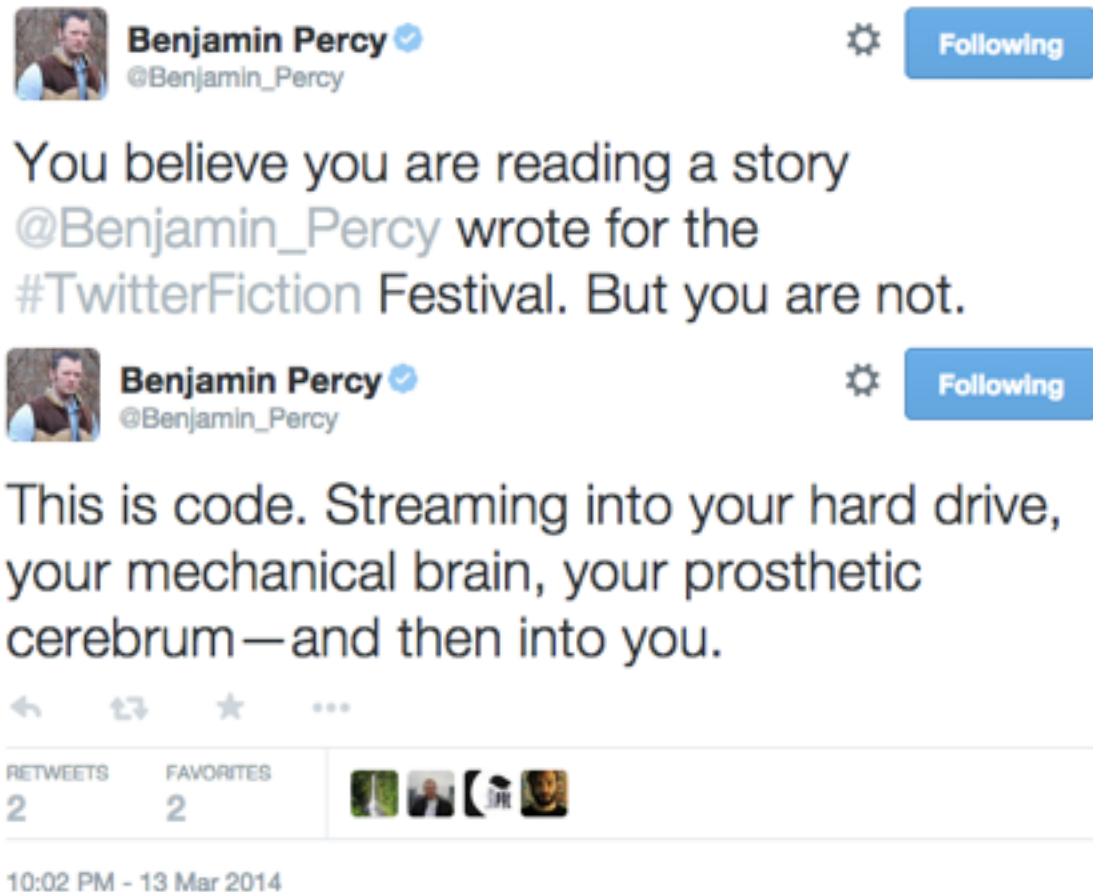 Benjamin Percy
Following
@Benjamin_Percy
You believe you are reading a story
@Benjamin_Percy wrote for the
#TwitterFiction Festival. But you are not.
Benjamin Percy
Following
@Benjamin_Percy
This is code. Streaming into your hard drive,
your mechanical brain, your prosthetic
cerebrum—and then into you.
RETWEETS FAVORITES
2 2
10:02 PM - 13 Mar 2014